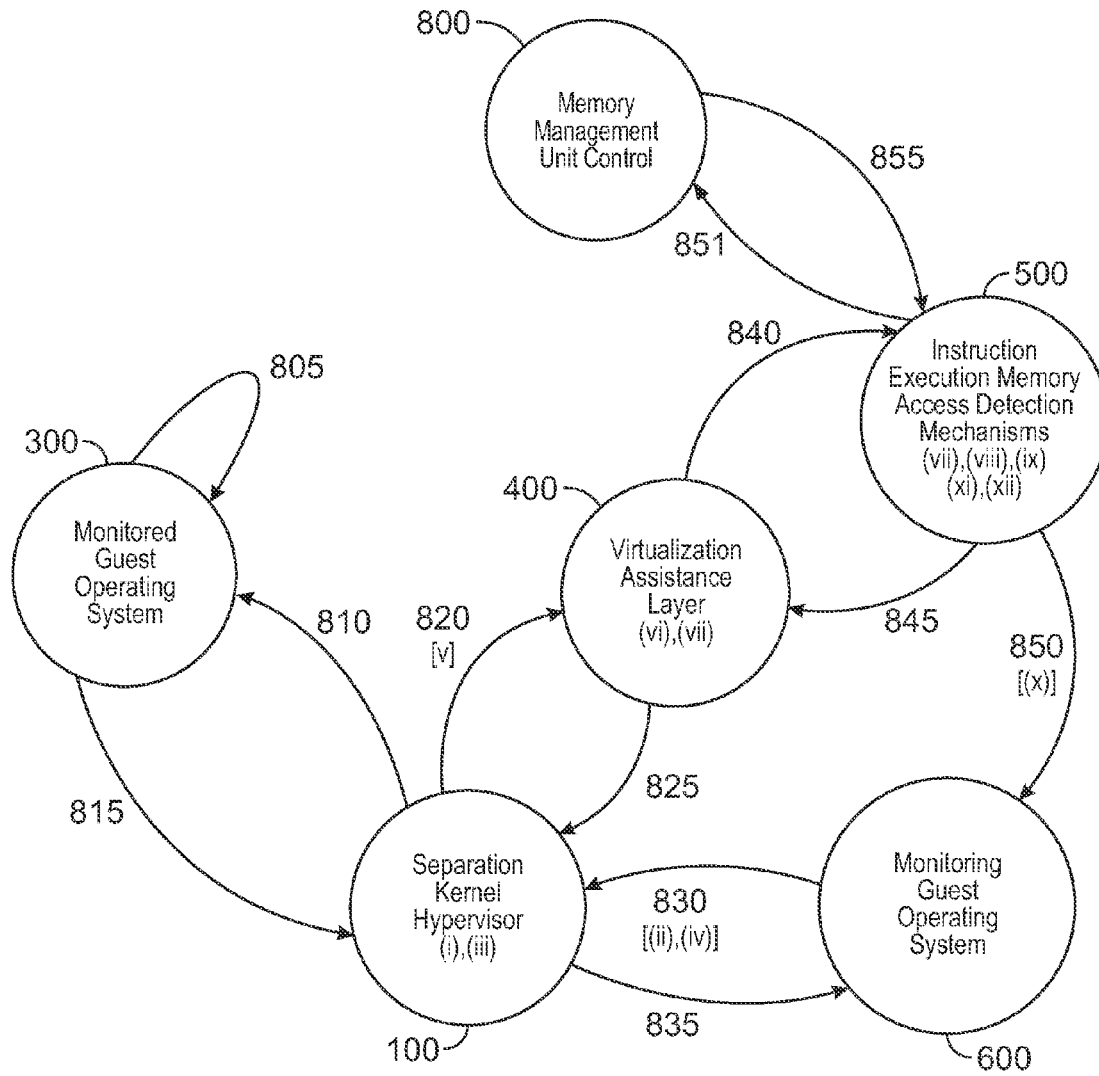 800
Memory
Management
Unit Control
855
851
500
840
Instruction
Execution Memory
Access Detection
Mechanisms
(vii),(viii),(ix)
(xi),(xii)
805
300
400
Monitored
Guest
Operating
System
Virtualization
Assistance
Layer
(vi),(vii)
810
820
[v]
845
850
[(x)]
815
825
Separation
Kernel
Hypervisor
(i),(iii)
830
[(ii),(iv)]
Monitoring
Guest
Operating
System
835
100
600